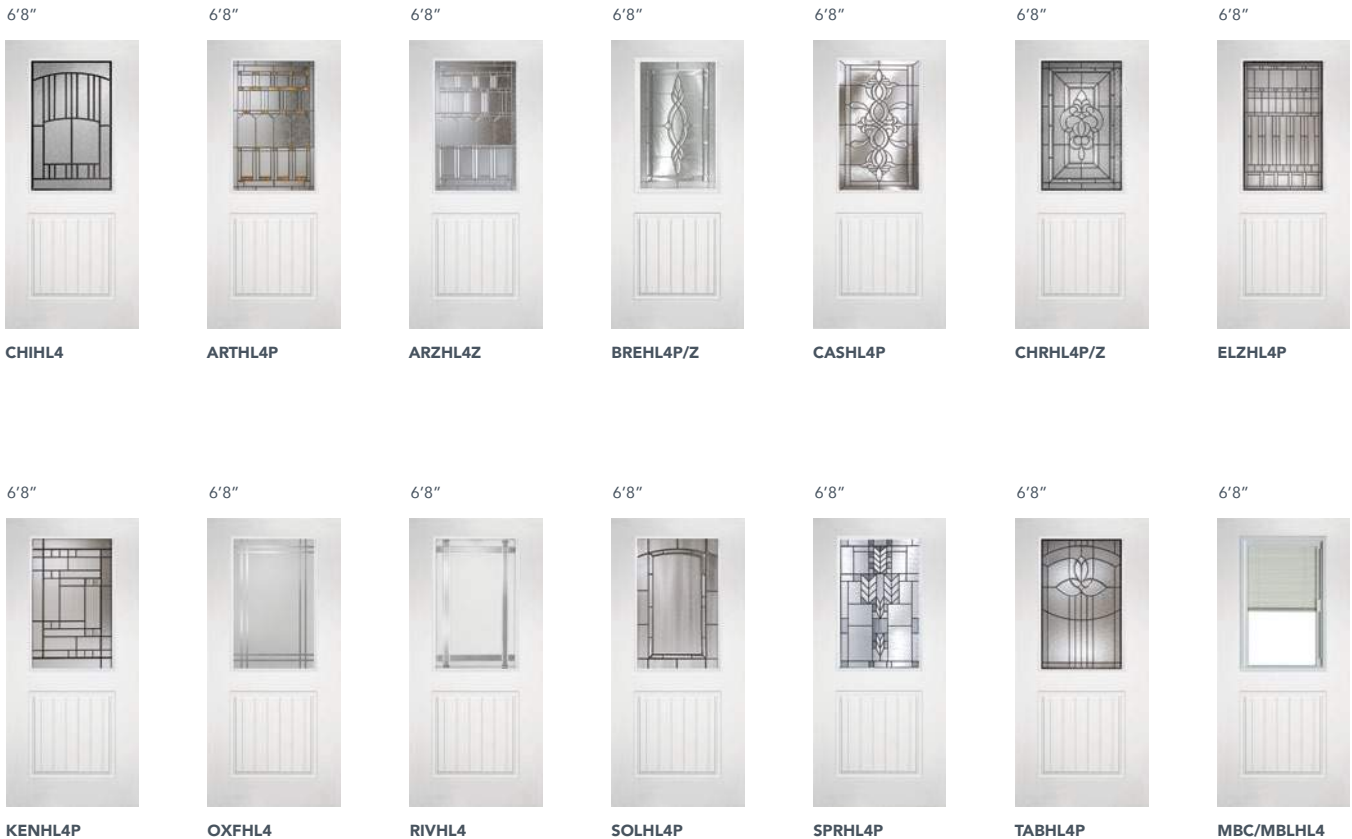 6’8” 6’8” 6’8” 6’8” 6’8” 6’8” 6’8”
CHIHL4 ARTHL4P ARZHL4Z BREHL4P/Z CASHL4P CHRHL4P/Z ELZHL4P
6’8” 6’8” 6’8” 6’8” 6’8” 6’8” 6’8”
KENHL4P OXFHL4 RIVHL4 SOLHL4P SPRHL4P TABHL4P MBC/MBLHL4